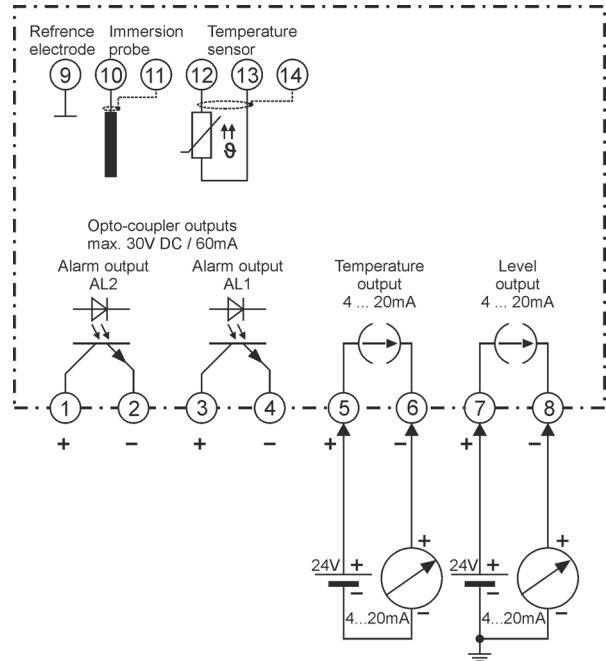 Refrence electrode
Immersion probe
Temperature sensor
9 10 11 12 13 14
ϑ
Opto-coupler outputs
max. 30V DC / 60mA
Alarm output
AL2
Alarm output
AL1
Temperature
output
4 ... 20mA
Level
output
4 ... 20mA
1 2 3 4 5 6 7 8
+ − + − + − + −
24V + − + − 24V + − + −
4...20mA 4...20mA